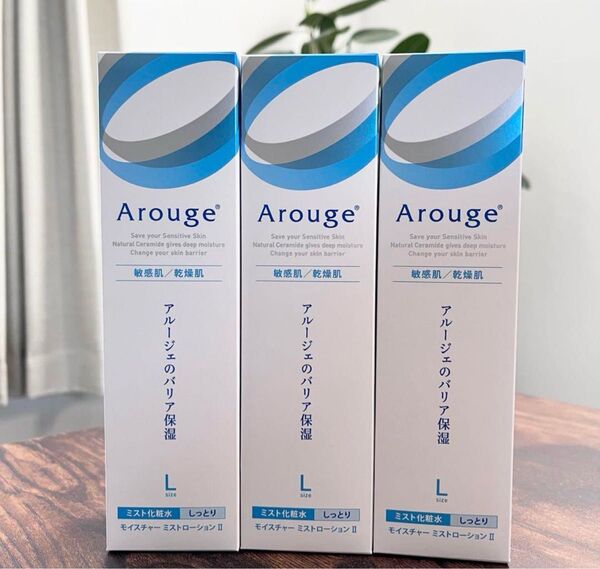 Arouge®
Save your Sensitive Skin
Natural Ceramide gives deep moisture
Change your skin barrier
敏感肌／乾燥肌
アルージェのバリア保湿
L
size
ミスト化粧水 しっとり
モイスチャー ミストローション II
Arouge®
Save your Sensitive Skin
Natural Ceramide gives deep moisture
Change your skin barrier
敏感肌／乾燥肌
アルージェのバリア保湿
L
size
ミスト化粧水 しっとり
モイスチャー ミストローション II
Arouge®
Save your Sensitive Skin
Natural Ceramide gives deep moisture
Change your skin barrier
敏感肌／乾燥肌
アルージェのバリア保湿
L
size
ミスト化粧水 しっとり
モイスチャー ミストローション II